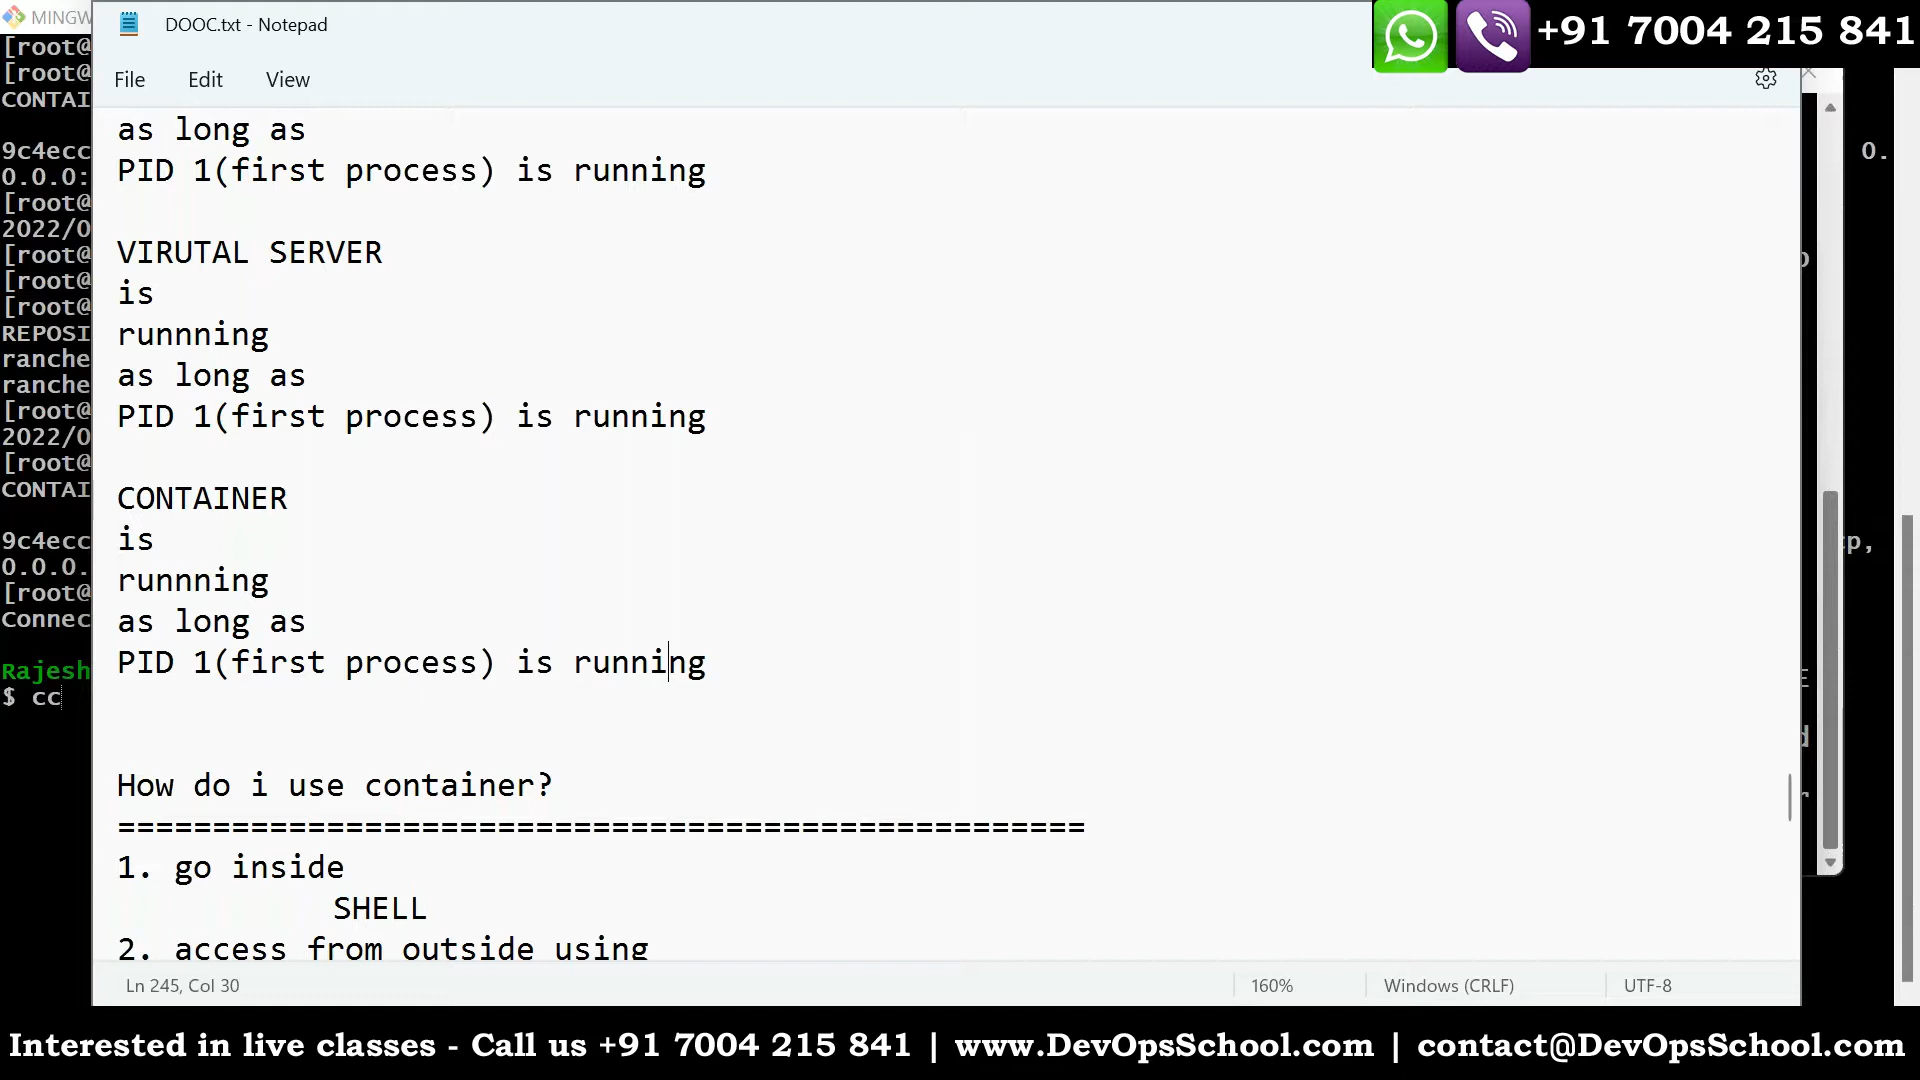 MINGW
DOOC.txt - Notepad
+91 7004 215 841
File Edit View
as long as
PID 1(first process) is running
VIRUTAL SERVER
is
runnning
as long as
PID 1(first process) is running
CONTAINER
is
runnning
as long as
PID 1(first process) is running
How do i use container?
===================================================
1. go inside
SHELL
2. access from outside using
Ln 245, Col 30
160%
Windows (CRLF)
UTF-8
[root@
[root@
CONTAI
9c4ecc
0.0.0:
[root@
2022/0
[root@
[root@
[root@
REPOSI
ranche
ranche
[root@
2022/0
[root@
CONTAI
9c4ecc
0.0.0.
[root@
Connec
Rajesh
$ cc
0.
cp,
Interested in live classes - Call us +91 7004 215 841 | www.DevOpsSchool.com | contact@DevOpsSchool.com